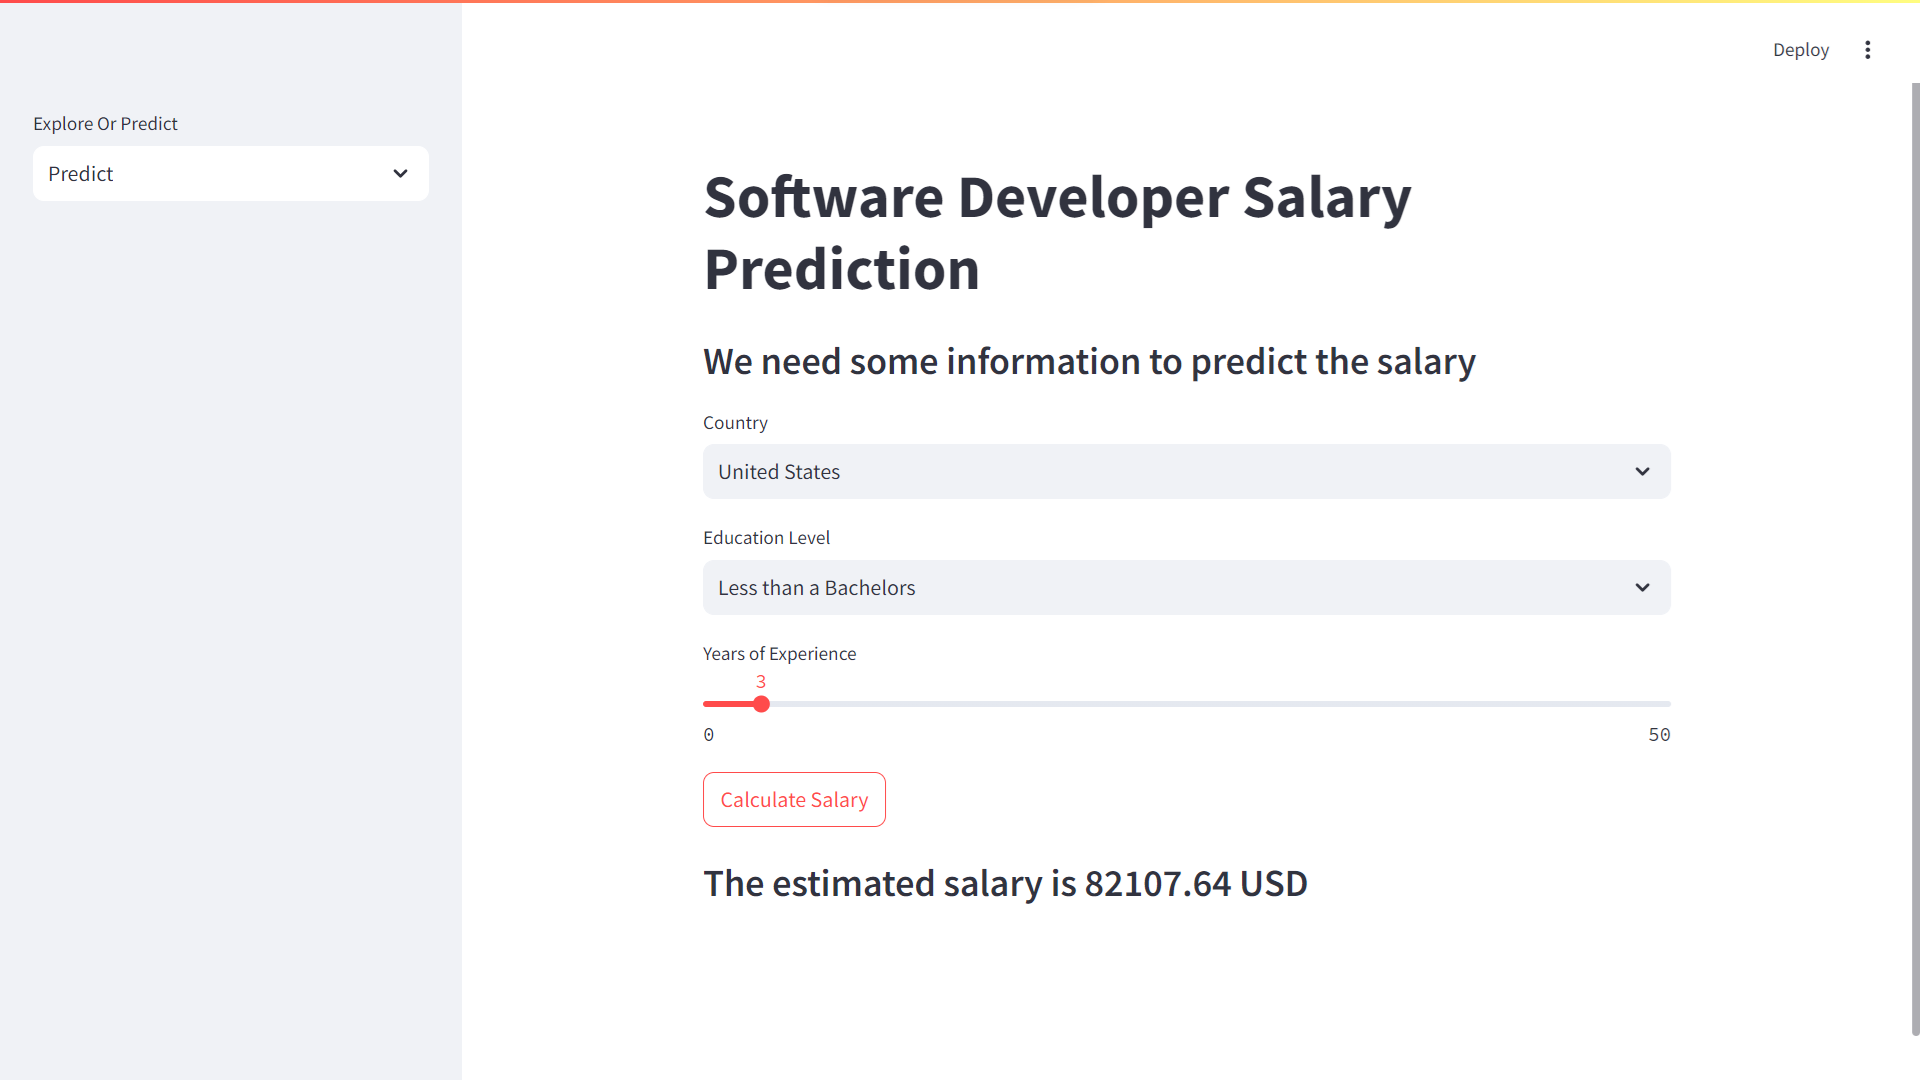 Deploy
Explore Or Predict
Predict
Software Developer Salary
Prediction
We need some information to predict the salary
Country
United States
Education Level
Less than a Bachelors
Years of Experience
3
0 50
Calculate Salary
The estimated salary is 82107.64 USD